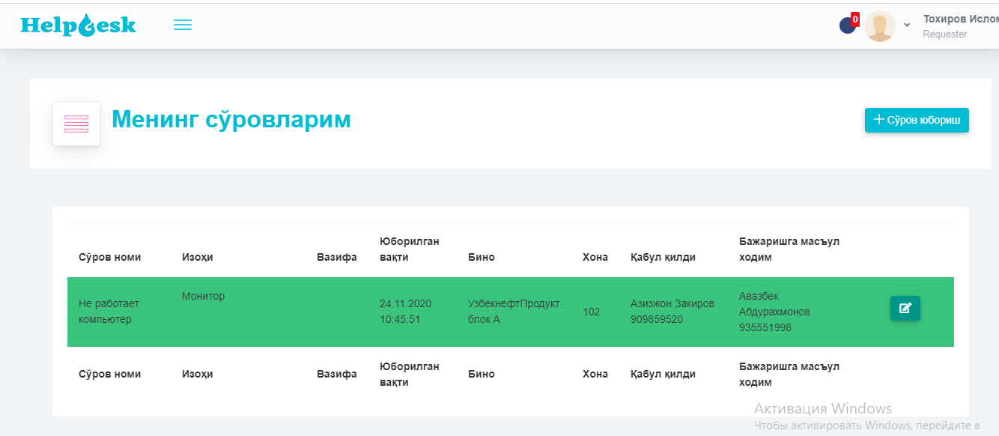 Helpdesk
0
Тохиров Ислом
Requester
Менинг сўровларим
Сўров юбориш
Сўров номи
Изоҳи
Вазифа
Юборилган
вақти
Бино
Хона
Қабул қилди
Бажаришга масъул
ходим
Не работает
компьютер
Монитор
24.11.2020
10:45:51
УзбекнефтПродукт
блок А
102
Азизжон Закиров
909859520
Авазбек
Абдурахмонов
935551998
Сўров номи
Изоҳи
Вазифа
Юборилган
вақти
Бино
Хона
Қабул қилди
Бажаришга масъул
ходим
Активация Windows
Чтобы активировать Windows, перейдите в